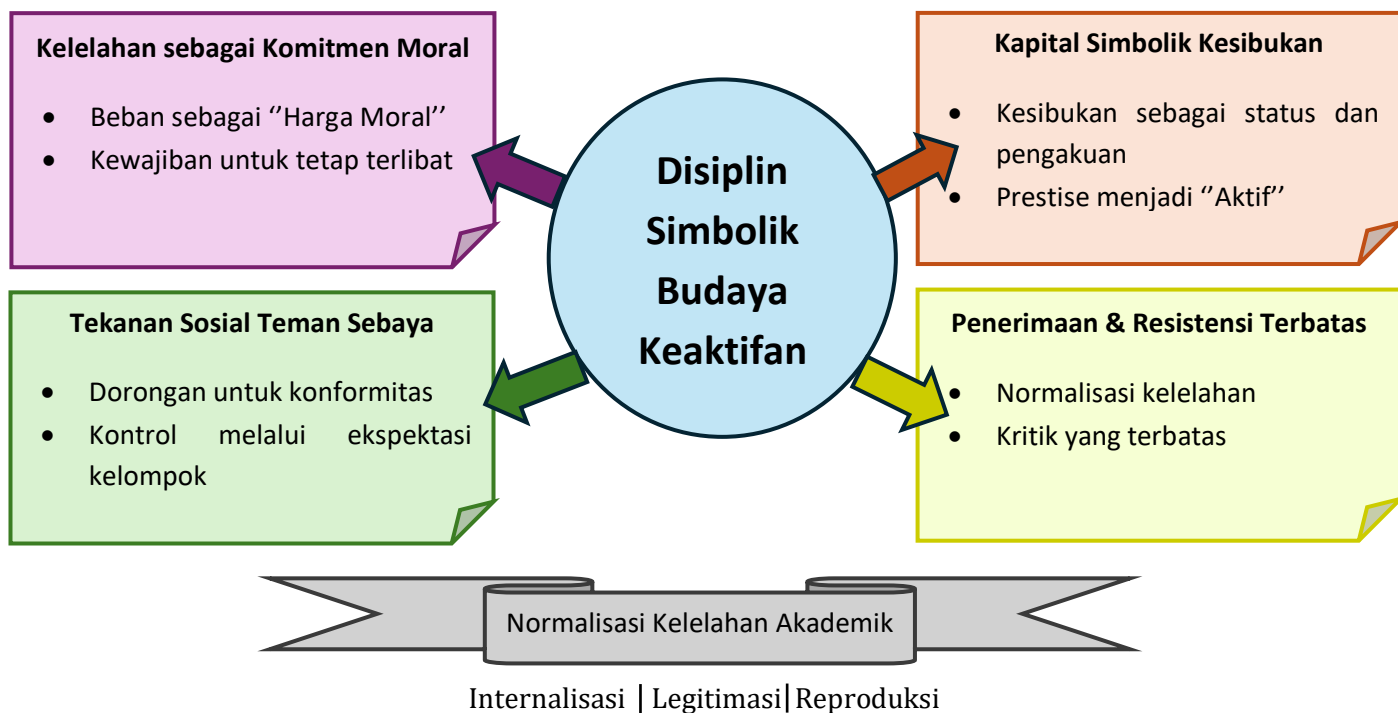 Kelelahan sebagai Komitmen Moral
• Beban sebagai ‘’Harga Moral’’
• Kewajiban untuk tetap terlibat
Kapital Simbolik Kesibukan
• Kesibukan sebagai status dan
pengakuan
• Prestise menjadi ‘’Aktif’’
Disiplin
Simbolik
Budaya
Keaktifan
Tekanan Sosial Teman Sebaya
• Dorongan untuk konformitas
• Kontrol melalui ekspektasi
kelompok
Penerimaan & Resistensi Terbatas
• Normalisasi kelelahan
• Kritik yang terbatas
Normalisasi Kelelahan Akademik
Internalisasi | Legitimasi | Reproduksi